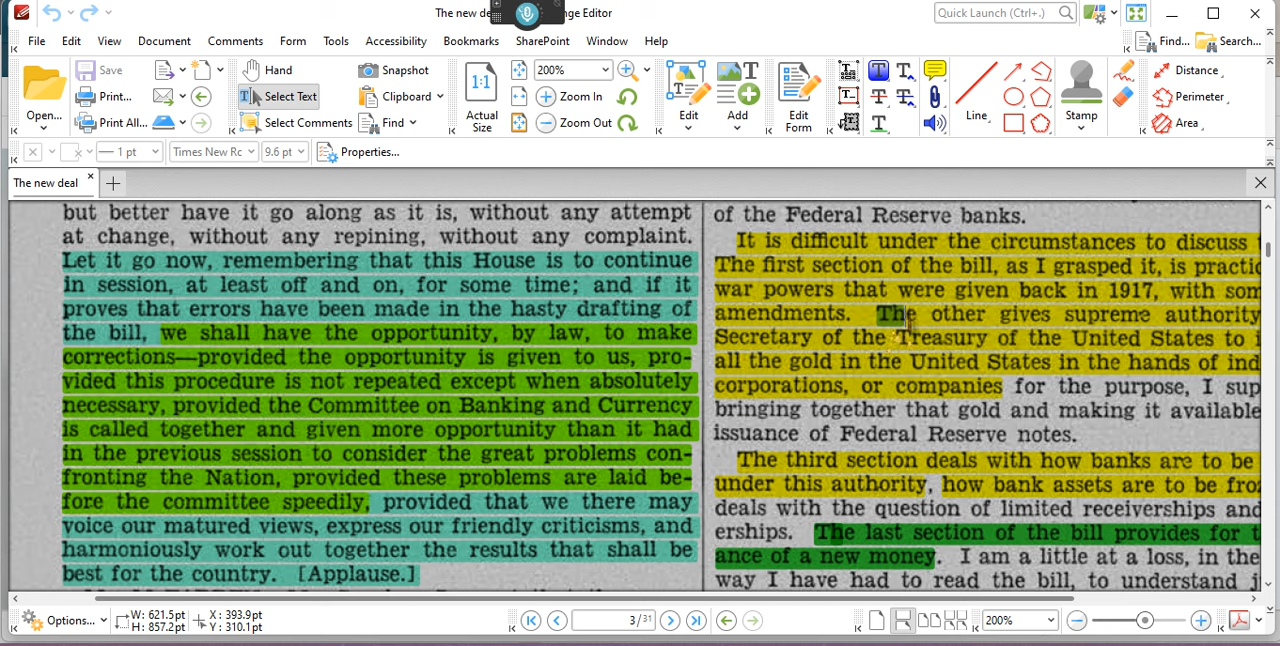 The new de
nge Editor
Quick Launch (Ctrl+.)
File Edit View Document Comments Form Tools Accessibility Bookmarks SharePoint Window Help
Find... Search...
Open...
Save
Print...
Print All...
Hand
Select Text
Select Comments
Snapshot
Clipboard
Find
1:1
Actual
Size
200%
Zoom In
Zoom Out
Edit
Add
Edit
Form
Line
Stamp
Distance
Perimeter
Area
1 pt Times New Ro 9.6 pt Properties...
The new deal
but better have it go along as it is, without any attempt
at change, without any repining, without any complaint.
Let it go now, remembering that this House is to continue
in session, at least off and on, for some time; and if it
proves that errors have been made in the hasty drafting of
the bill, we shall have the opportunity, by law, to make
corrections—provided the opportunity is given to us, pro-
vided this procedure is not repeated except when absolutely
necessary, provided the Committee on Banking and Currency
is called together and given more opportunity than it had
in the previous session to consider the great problems con-
fronting the Nation, provided these problems are laid be-
fore the committee speedily, provided that we there may
voice our matured views, express our friendly criticisms, and
harmoniously work out together the results that shall be
best for the country. [Applause.]
of the Federal Reserve banks.
It is difficult under the circumstances to discuss
The first section of the bill, as I grasped it, is practic
war powers that were given back in 1917, with som
amendments. The other gives supreme authority
Secretary of the Treasury of the United States to
all the gold in the United States in the hands of ind
corporations, or companies for the purpose, I sup
bringing together that gold and making it available
issuance of Federal Reserve notes.
The third section deals with how banks are to be
under this authority, how bank assets are to be fro
deals with the question of limited receiverships and
erships. The last section of the bill provides for t
ance of a new money. I am a little at a loss, in the
way I have had to read the bill, to understand j
Options...
W: 621.5pt
H: 857.2pt
X: 393.9pt
Y: 310.1pt
3/31
200%